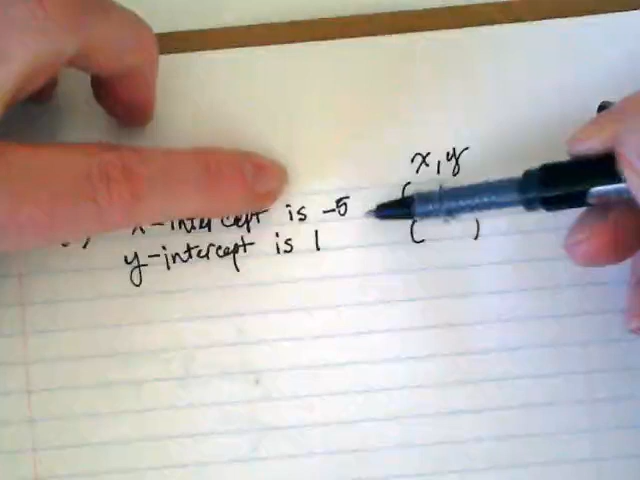 x, y
(
x-intercept is -5
y-intercept is 1 ( )